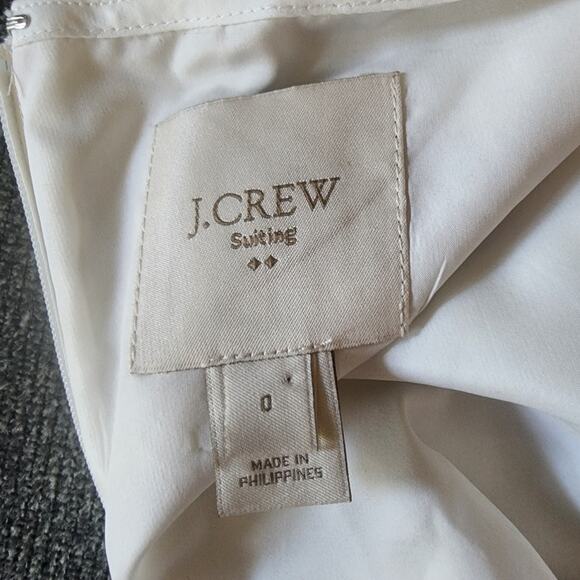 J.CREW
Suiting
0
MADE IN
PHILIPPINES